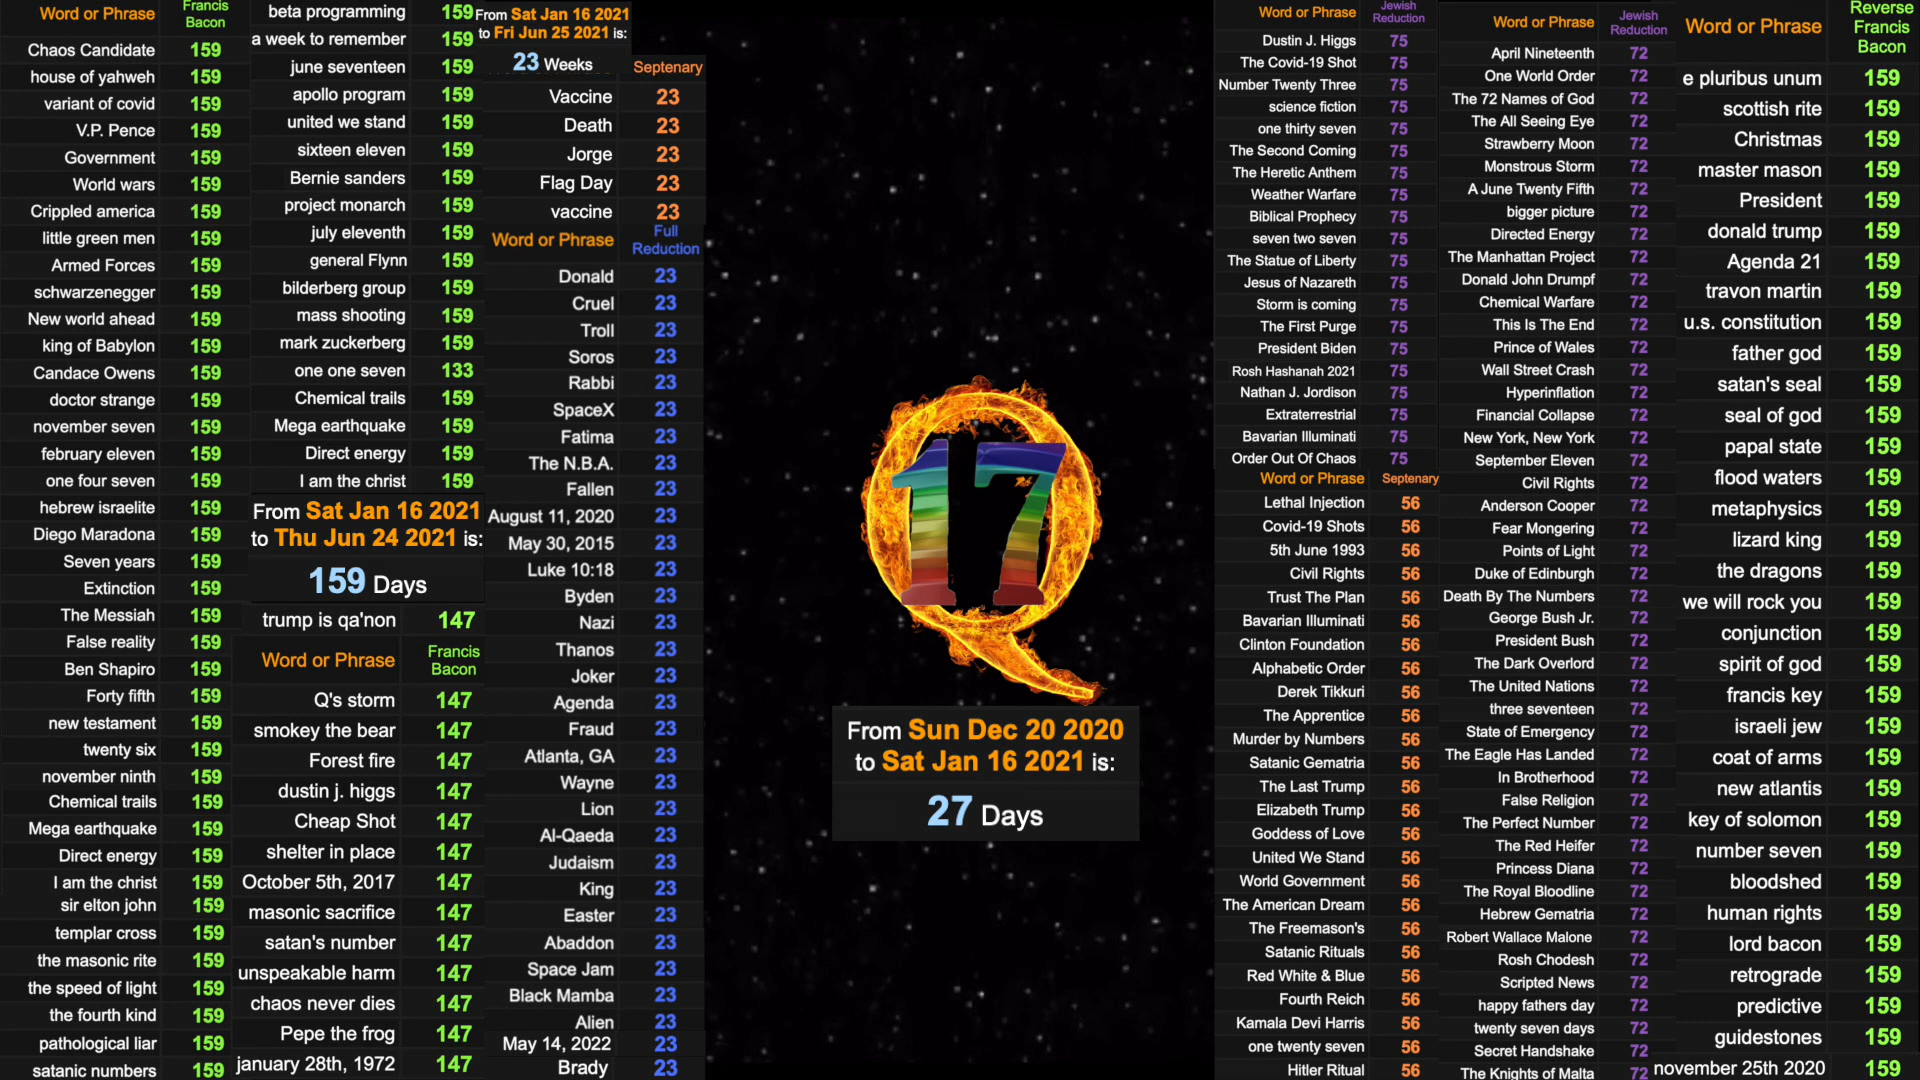 Word or Phrase Francis Bacon
Chaos Candidate 159
house of yahweh 159
variant of covid 159
V.P. Pence 159
Government 159
World wars 159
Crippled america 159
little green men 159
Armed Forces 159
schwarzenegger 159
New world ahead 159
king of Babylon 159
Candace Owens 159
doctor strange 159
november seven 159
february eleven 159
one four seven 159
hebrew israelite 159
Diego Maradona 159
Seven years 159
Extinction 159
The Messiah 159
False reality 159
Ben Shapiro 159
Forty fifth 159
new testament 159
twenty six 159
november ninth 159
Chemical trails 159
Mega earthquake 159
Direct energy 159
I am the christ 159
sir elton john 159
templar cross 159
the masonic rite 159
the speed of light 159
the fourth kind 159
pathological liar 159
satanic numbers 159
beta programming 159
a week to remember 159
june seventeen 159
apollo program 159
united we stand 159
sixteen eleven 159
Bernie sanders 159
project monarch 159
july eleventh 159
general Flynn 159
bilderberg group 159
mass shooting 159
mark zuckerberg 159
one one seven 133
Chemical trails 159
Mega earthquake 159
Direct energy 159
I am the christ 159
From Sat Jan 16 2021
to Thu Jun 24 2021 is:
159 Days
trump is qa'non 147
Word or Phrase Francis Bacon
Q's storm 147
smokey the bear 147
Forest fire 147
dustin j. higgs 147
Cheap Shot 147
shelter in place 147
October 5th, 2017 147
masonic sacrifice 147
satan's number 147
unspeakable harm 147
chaos never dies 147
Pepe the frog 147
january 28th, 1972 147
From Sat Jan 16 2021
to Fri Jun 25 2021 is:
23 Weeks
Septenary
Vaccine 23
Death 23
Jorge 23
Flag Day 23
vaccine 23
Word or Phrase Full Reduction
Donald 23
Cruel 23
Troll 23
Soros 23
Rabbi 23
SpaceX 23
Fatima 23
The N.B.A. 23
Fallen 23
August 11, 2020 23
May 30, 2015 23
Luke 10:18 23
Byden 23
Nazi 23
Thanos 23
Joker 23
Agenda 23
Fraud 23
Atlanta, GA 23
Wayne 23
Lion 23
Al-Qaeda 23
Judaism 23
King 23
Easter 23
Abaddon 23
Space Jam 23
Black Mamba 23
Alien 23
May 14, 2022 23
Brady 23
17
From Sun Dec 20 2020
to Sat Jan 16 2021 is:
27 Days
Word or Phrase Jewish Reduction
Dustin J. Higgs 75
The Covid-19 Shot 75
Number Twenty Three 75
science fiction 75
one thirty seven 75
The Second Coming 75
The Heretic Anthem 75
Weather Warfare 75
Biblical Prophecy 75
seven two seven 75
The Statue of Liberty 75
Jesus of Nazareth 75
Storm is coming 75
The First Purge 75
President Biden 75
Rosh Hashanah 2021 75
Nathan J. Jordison 75
Extraterrestrial 75
Bavarian Illuminati 75
Order Out Of Chaos 75
Word or Phrase Septenary
Lethal Injection 56
Covid-19 Shots 56
5th June 1993 56
Civil Rights 56
Trust The Plan 56
Bavarian Illuminati 56
Clinton Foundation 56
Alphabetic Order 56
Derek Tikkuri 56
The Apprentice 56
Murder by Numbers 56
Satanic Gematria 56
The Last Trump 56
Elizabeth Trump 56
Goddess of Love 56
United We Stand 56
World Government 56
The American Dream 56
The Freemason's 56
Satanic Rituals 56
Red White & Blue 56
Fourth Reich 56
Kamala Devi Harris 56
one twenty seven 56
Hitler Ritual 56
Word or Phrase Jewish Reduction
April Nineteenth 72
One World Order 72
The 72 Names of God 72
The All Seeing Eye 72
Strawberry Moon 72
Monstrous Storm 72
A June Twenty Fifth 72
bigger picture 72
Directed Energy 72
The Manhattan Project 72
Donald John Drumpf 72
Chemical Warfare 72
This Is The End 72
Prince of Wales 72
Wall Street Crash 72
Hyperinflation 72
Financial Collapse 72
New York, New York 72
September Eleven 72
Civil Rights 72
Anderson Cooper 72
Fear Mongering 72
Points of Light 72
Duke of Edinburgh 72
Death By The Numbers 72
George Bush Jr. 72
President Bush 72
The Dark Overlord 72
The United Nations 72
three seventeen 72
State of Emergency 72
The Eagle Has Landed 72
In Brotherhood 72
False Religion 72
The Perfect Number 72
The Red Heifer 72
Princess Diana 72
The Royal Bloodline 72
Hebrew Gematria 72
Robert Wallace Malone 72
Rosh Chodesh 72
Scripted News 72
happy fathers day 72
twenty seven days 72
Secret Handshake 72
The Knights of Malta 72
Word or Phrase Reverse Francis Bacon
e pluribus unum 159
scottish rite 159
Christmas 159
master mason 159
President 159
donald trump 159
Agenda 21 159
travon martin 159
u.s. constitution 159
father god 159
satan's seal 159
seal of god 159
papal state 159
flood waters 159
metaphysics 159
lizard king 159
the dragons 159
we will rock you 159
conjunction 159
spirit of god 159
francis key 159
israeli jew 159
coat of arms 159
new atlantis 159
key of solomon 159
number seven 159
bloodshed 159
human rights 159
lord bacon 159
retrograde 159
predictive 159
guidestones 159
november 25th 2020 159